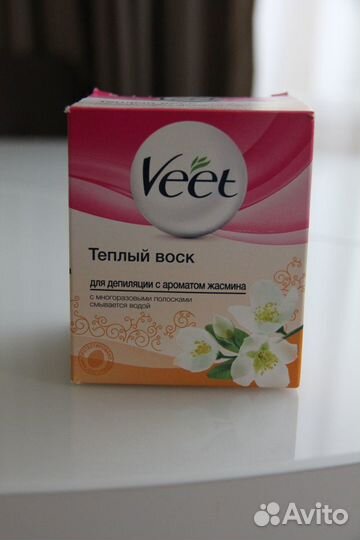 Veet
Теплый воск
для депиляции с ароматом жасмина
с многоразовыми полосками
смывается водой
Avito